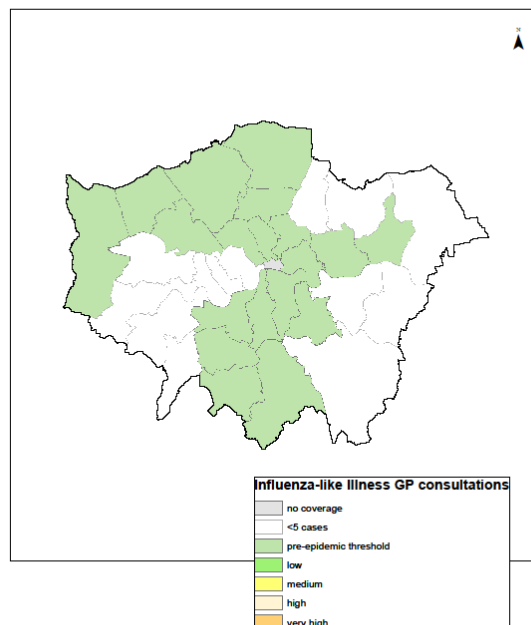 Influenza-like Illness GP consultations
no coverage
<5 cases
pre-epidemic threshold
low
medium
high
very high